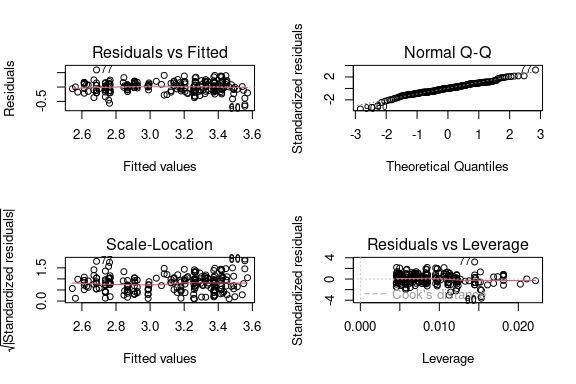 Residuals vs Fitted
Residuals
-0.5
77
60
2.6 2.8 3.0 3.2 3.4 3.6
Fitted values
Normal Q-Q
Standardized residuals
-2 2
-3 -2 -1 0 1 2 3
Theoretical Quantiles
Scale-Location
√|Standardized residuals|
0.0 1.5
77
2.6 2.8 3.0 3.2 3.4 3.6
Fitted values
Residuals vs Leverage
Standardized residuals
-4 0 4
77
Cook's distance
0.000 0.010 0.020
Leverage